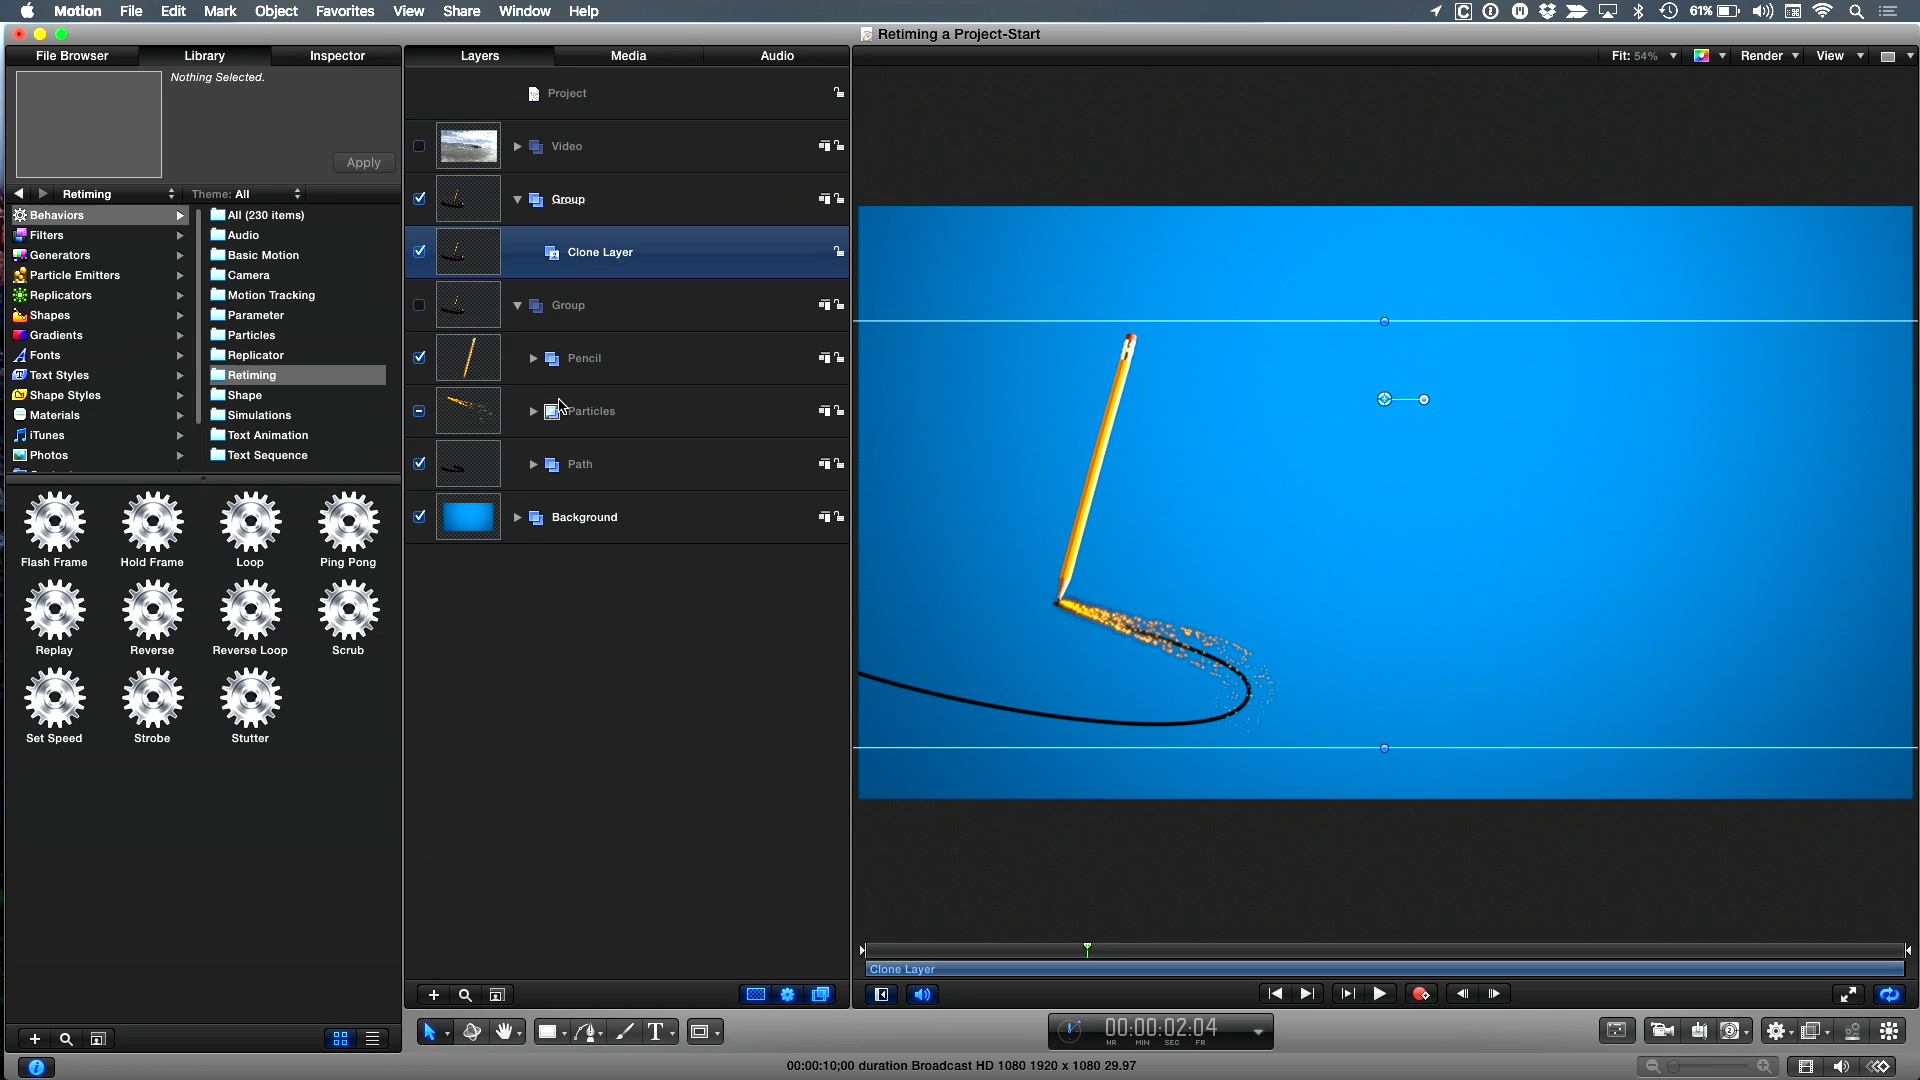 Motion File Edit Mark Object Favorites View Share Window Help 61%
Retiming a Project-Start
File Browser Library Inspector Layers Media Audio Fit: 54% Render View
Nothing Selected.
Apply
Retiming Theme: All
Behaviors
Filters
Generators
Particle Emitters
Replicators
Shapes
Gradients
Fonts
Text Styles
Shape Styles
Materials
iTunes
Photos
All (230 items)
Audio
Basic Motion
Camera
Motion Tracking
Parameter
Particles
Replicator
Retiming
Shape
Simulations
Text Animation
Text Sequence
Flash Frame Hold Frame Loop Ping Pong
Replay Reverse Reverse Loop Scrub
Set Speed Strobe Stutter
Project
Video
Group
Clone Layer
Group
Pencil
Particles
Path
Background
Clone Layer
00:00:02:04
HR MIN SEC FR
00:00:10;00 duration Broadcast HD 1080 1920 x 1080 29.97